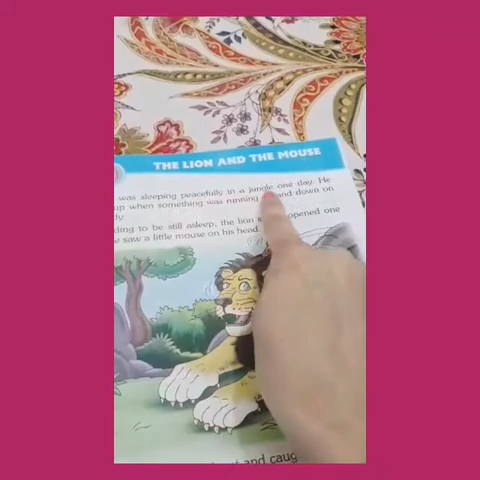 THE LION AND THE MOUSE
was sleeping peacefully in a jungle one day. He
up when something was running and down on
dy.
ding to be still asleep, the lion opened one
e saw a little mouse on his head.
and caug